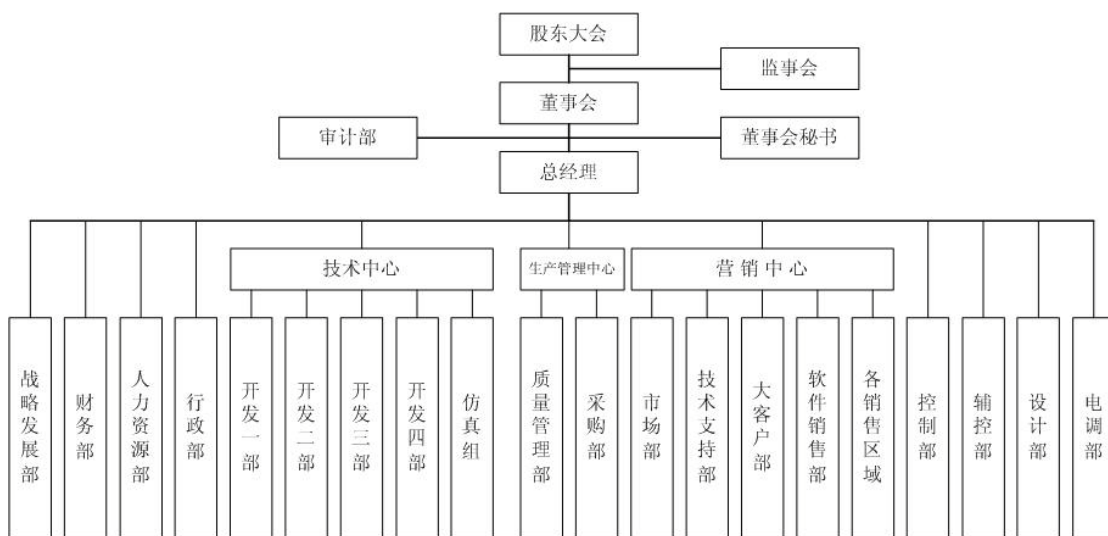 股东大会
监事会
董事会
审计部
董事会秘书
总经理
技术中心
生产管理中心
营销中心
战略发展部
财务部
人力资源部
行政部
开发一部
开发二部
开发三部
开发四部
仿真组
质量管理部
采购部
市场部
技术支持部
大客户部
软件销售部
各销售区域
控制部
辅控部
设计部
电调部